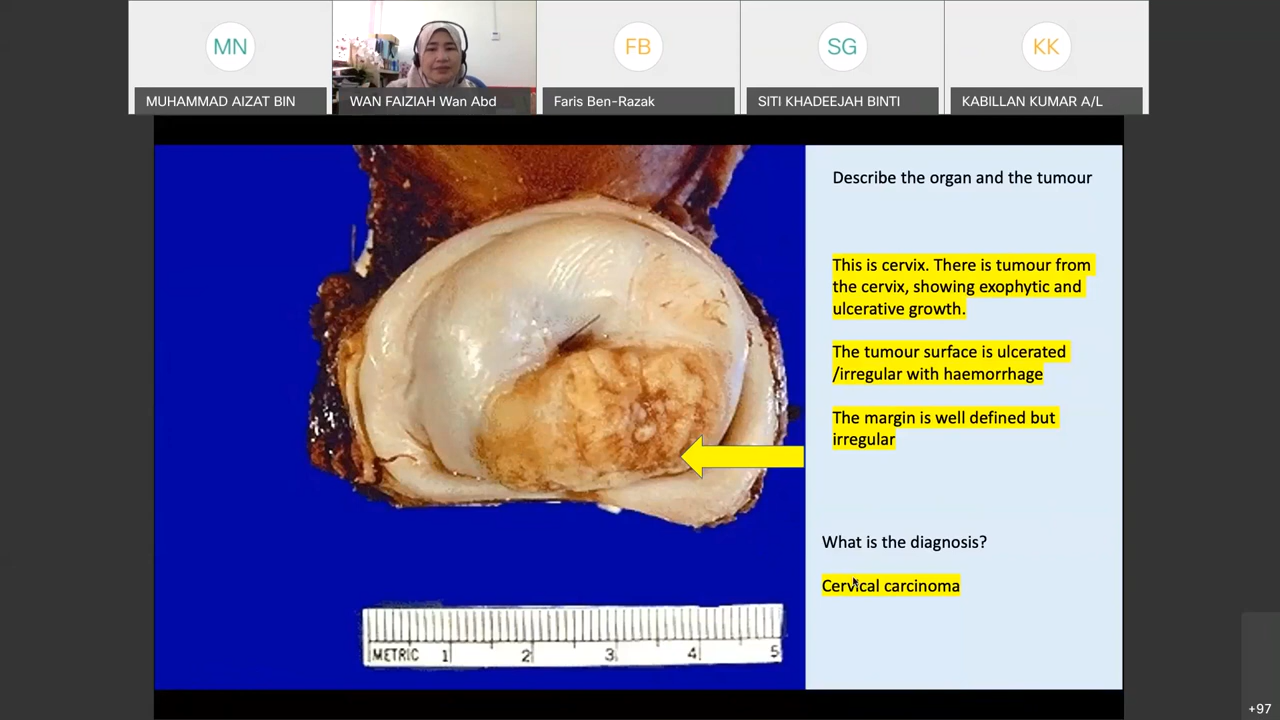 MN
FB
SG
KK
MUHAMMAD AIZAT BIN
WAN FAIZIAH Wan Abd
Faris Ben-Razak
SITI KHADEEJAH BINTI
KABILLAN KUMAR A/L
Describe the organ and the tumour
This is cervix. There is tumour from
the cervix, showing exophytic and
ulcerative growth.
The tumour surface is ulcerated
/irregular with haemorrhage
The margin is well defined but
irregular
What is the diagnosis?
Cervical carcinoma
METRIC 1 2 3 4 5
+97